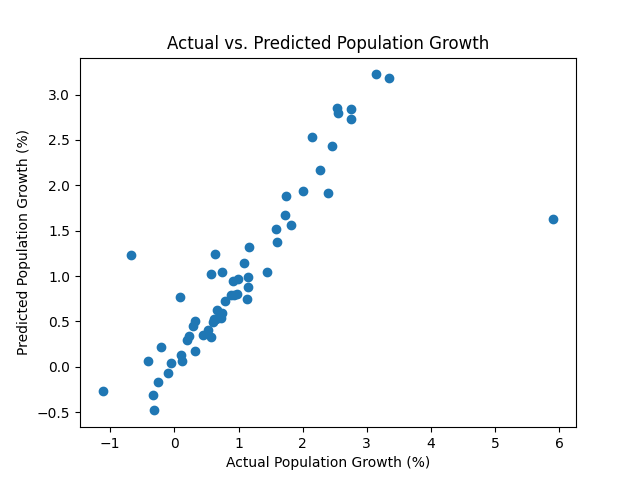 Actual vs. Predicted Population Growth
3.0
2.5
2.0
1.5
1.0
0.5
0.0
−0.5
Predicted Population Growth (%)
−1 0 1 2 3 4 5 6
Actual Population Growth (%)